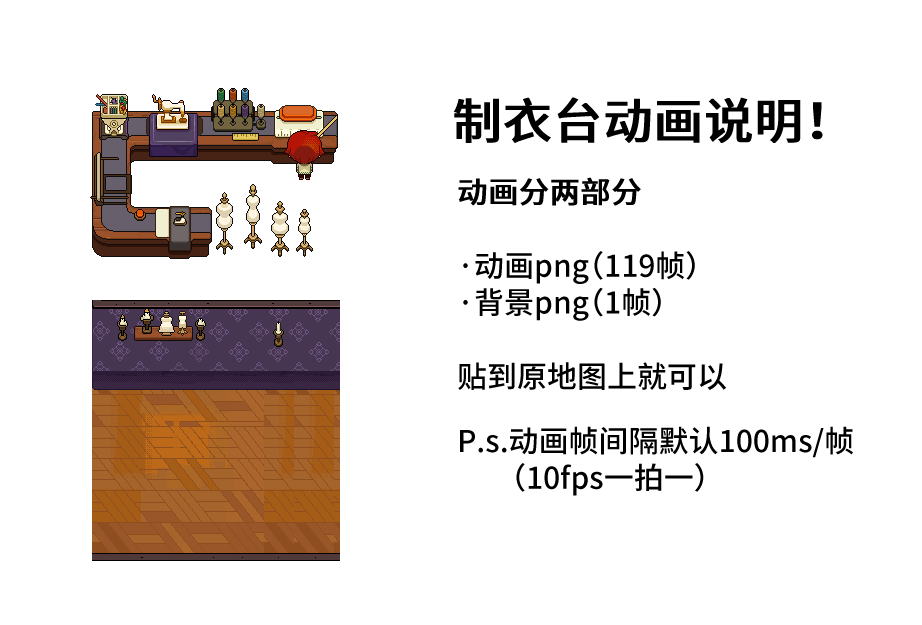 制衣台动画说明！
动画分两部分
·动画png（119帧）
·背景png（1帧）
贴到原地图上就可以
P.s.动画帧间隔默认100ms/帧
（10fps一拍一）